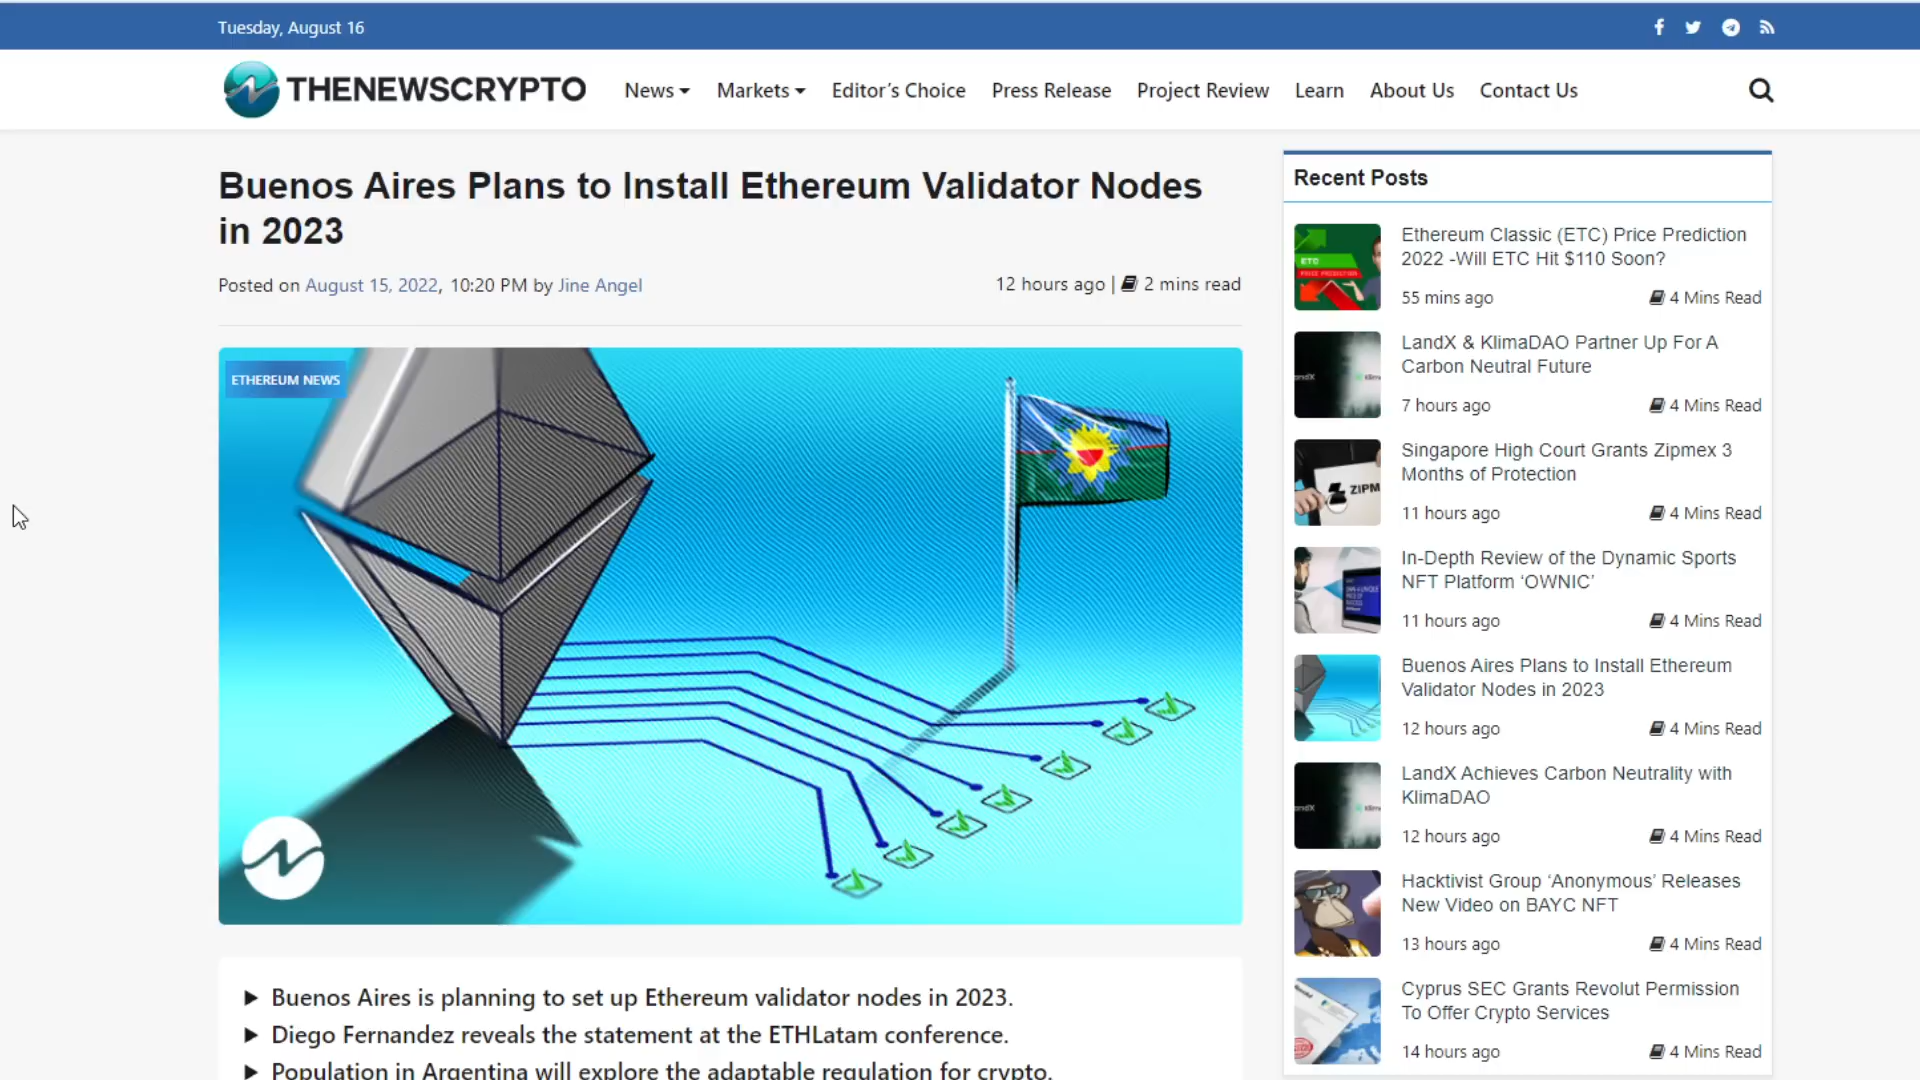 Tuesday, August 16
THENEWSCRYPTO
News
Markets
Editor's Choice
Press Release
Project Review
Learn
About Us
Contact Us
Buenos Aires Plans to Install Ethereum Validator Nodes
in 2023
Posted on August 15, 2022, 10:20 PM by Jine Angel
12 hours ago | 2 mins read
ETHEREUM NEWS
Buenos Aires is planning to set up Ethereum validator nodes in 2023.
Diego Fernandez reveals the statement at the ETHLatam conference.
Population in Argentina will explore the adaptable regulation for crypto.
Recent Posts
ETC
PRICE PREDICTION
Ethereum Classic (ETC) Price Prediction
2022 -Will ETC Hit $110 Soon?
55 mins ago
4 Mins Read
LandX & KlimaDAO Partner Up For A
Carbon Neutral Future
7 hours ago
4 Mins Read
ZIPM
Singapore High Court Grants Zipmex 3
Months of Protection
11 hours ago
4 Mins Read
In-Depth Review of the Dynamic Sports
NFT Platform ‘OWNIC’
11 hours ago
4 Mins Read
Buenos Aires Plans to Install Ethereum
Validator Nodes in 2023
12 hours ago
4 Mins Read
LandX Achieves Carbon Neutrality with
KlimaDAO
12 hours ago
4 Mins Read
Hacktivist Group ‘Anonymous’ Releases
New Video on BAYC NFT
13 hours ago
4 Mins Read
Cyprus SEC Grants Revolut Permission
To Offer Crypto Services
14 hours ago
4 Mins Read